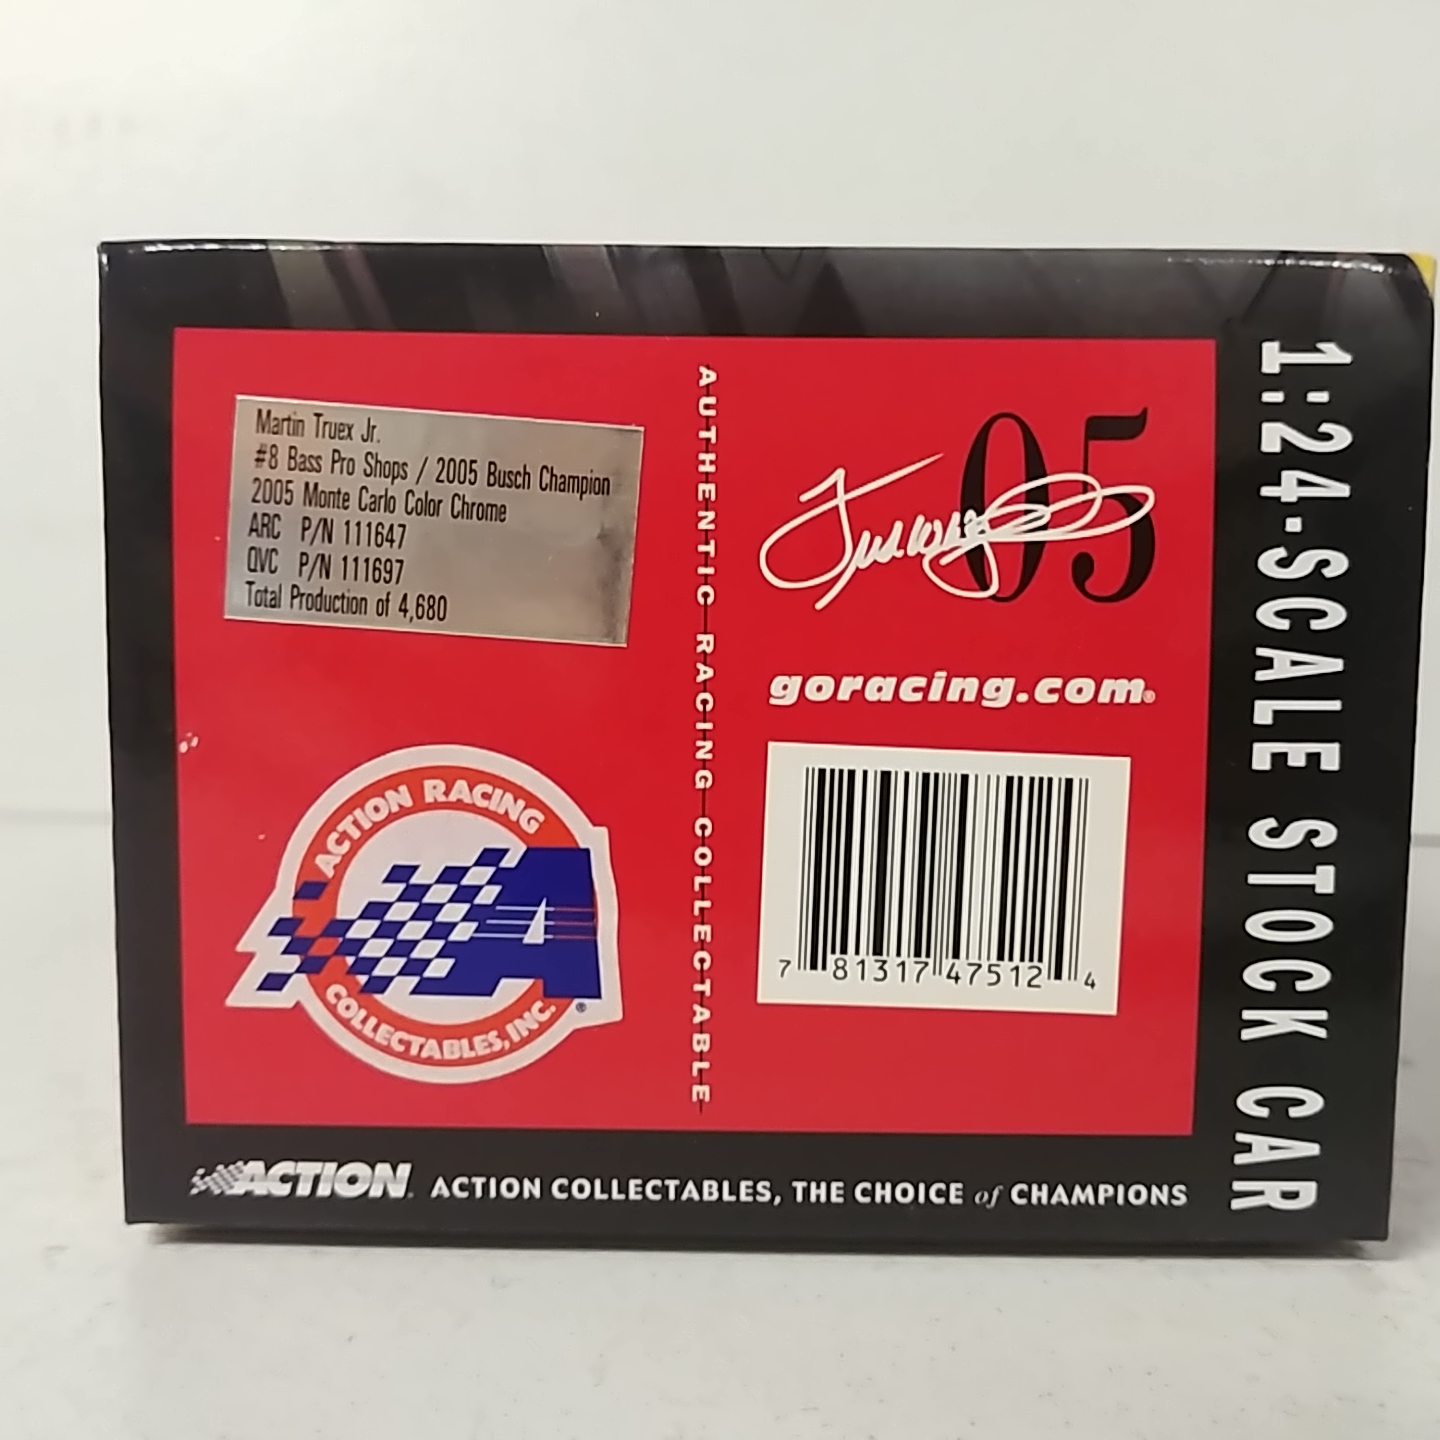 Martin Truex Jr.
#8 Bass Pro Shops / 2005 Busch Champion
2005 Monte Carlo Color Chrome
ARC P/N 111647
QVC P/N 111697
Total Production of 4,680
AUTHENTIC RACING COLLECTABLE
05
goracing.com®
7 81317 47512 4
ACTION RACING
COLLECTABLES, INC.
A
®
1:24-SCALE STOCK CAR
ACTION
ACTION COLLECTABLES, THE CHOICE of CHAMPIONS